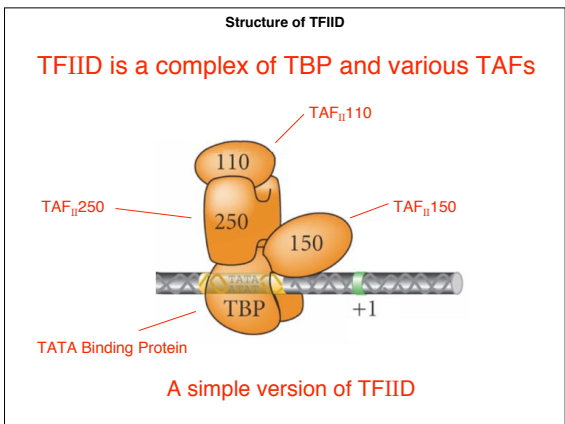 Structure of TFIID
TFIID is a complex of TBP and various TAFs
TAFII110
110
TAFII250
250
TAFII150
150
TATA
TBP
+1
TATA Binding Protein
A simple version of TFIID